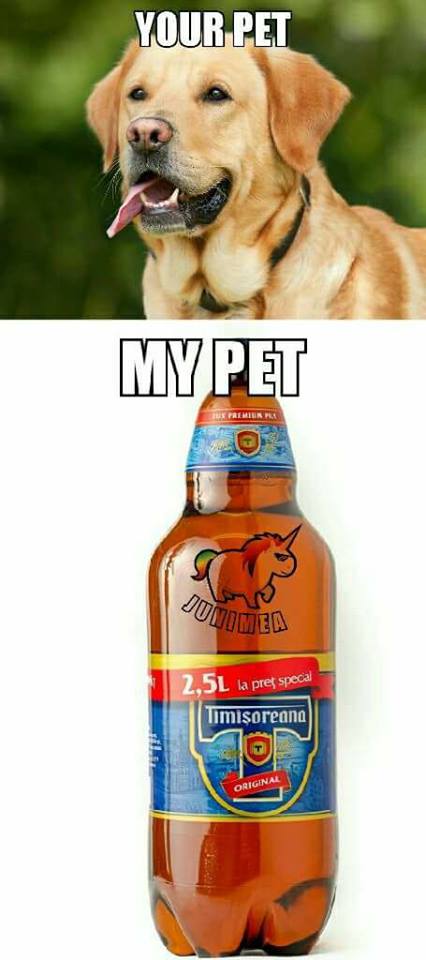 YOUR PET
MY PET
JUNIMEA
2,5L la preț special
Timișoreana
T
ORIGINAL